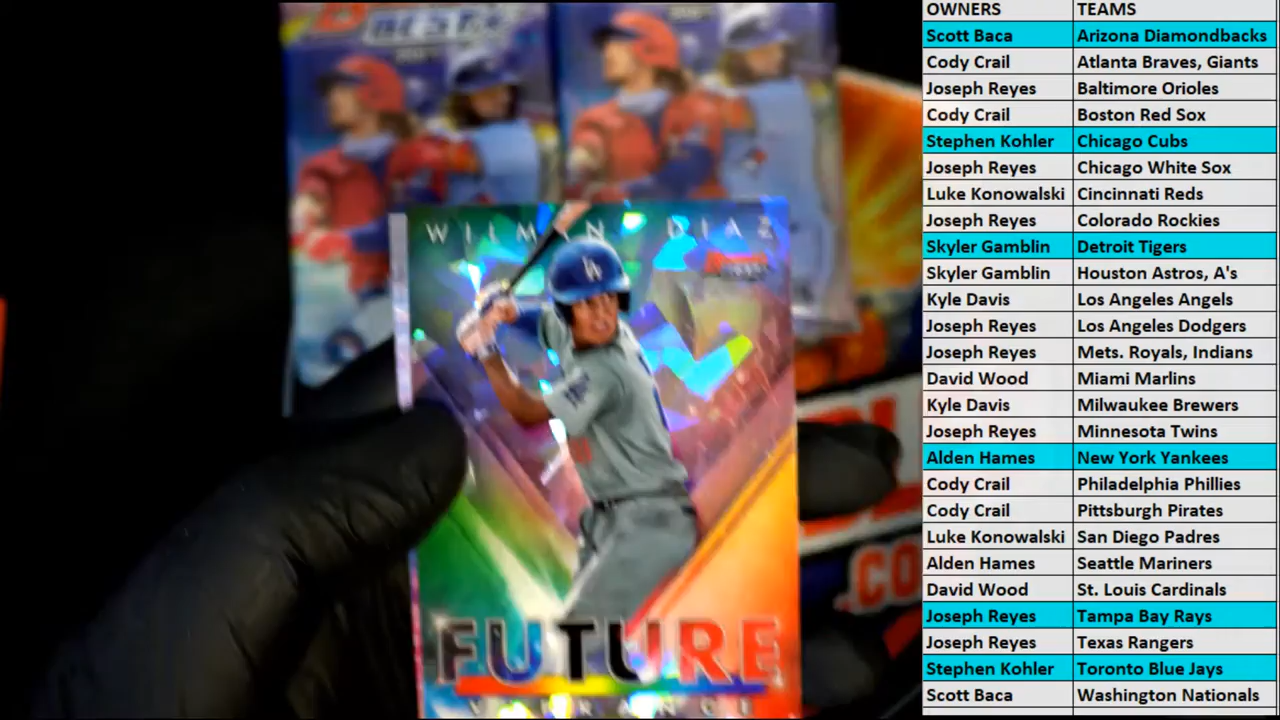 BEST
WILMAN DIAZ
LA
FUTURE
.CO
OWNERS TEAMS
Scott Baca Arizona Diamondbacks
Cody Crail Atlanta Braves, Giants
Joseph Reyes Baltimore Orioles
Cody Crail Boston Red Sox
Stephen Kohler Chicago Cubs
Joseph Reyes Chicago White Sox
Luke Konowalski Cincinnati Reds
Joseph Reyes Colorado Rockies
Skyler Gamblin Detroit Tigers
Skyler Gamblin Houston Astros, A's
Kyle Davis Los Angeles Angels
Joseph Reyes Los Angeles Dodgers
Joseph Reyes Mets. Royals, Indians
David Wood Miami Marlins
Kyle Davis Milwaukee Brewers
Joseph Reyes Minnesota Twins
Alden Hames New York Yankees
Cody Crail Philadelphia Phillies
Cody Crail Pittsburgh Pirates
Luke Konowalski San Diego Padres
Alden Hames Seattle Mariners
David Wood St. Louis Cardinals
Joseph Reyes Tampa Bay Rays
Joseph Reyes Texas Rangers
Stephen Kohler Toronto Blue Jays
Scott Baca Washington Nationals